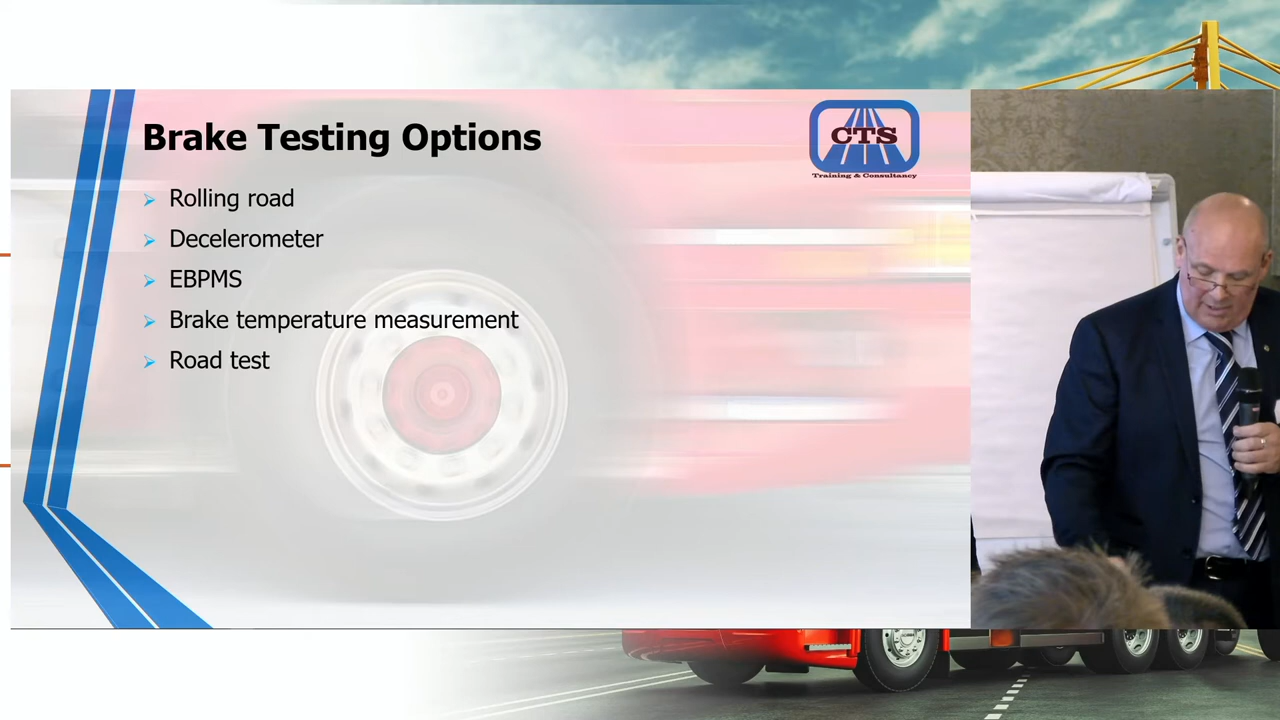 Brake Testing Options
Rolling road
Decelerometer
EBPMS
Brake temperature measurement
Road test
CTS
Training & Consultancy